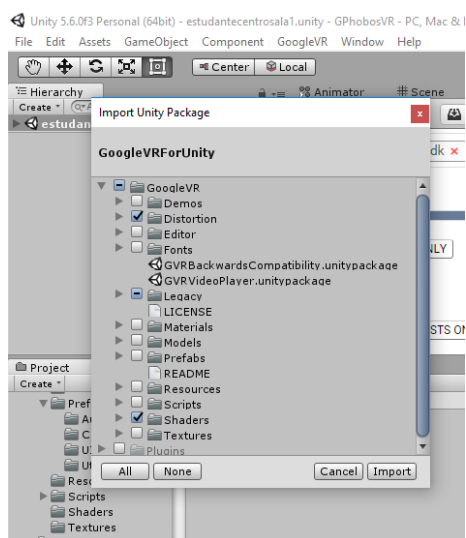 Unity 5.6.0f3 Personal (64bit) - estudantecentrosala1.unity - GPhobosVR - PC, Mac &
File Edit Assets GameObject Component GoogleVR Window Help
Center Local
Hierarchy Animator Scene
Create
estudan
Import Unity Package
x
GoogleVRForUnity
dk
GoogleVR
Demos
Distortion
Editor
NLY
Fonts
GVRBackwardsCompatibility.unitypackage
GVRVideoPlayer.unitypackage
Legacy
LICENSE
STS ON
Materials
Models
Project
Prefabs
Create
README
Resources
Pref
Scripts
Shaders
Textures
Plugins
All None Cancel Import
Reso
Scripts
Shaders
Textures